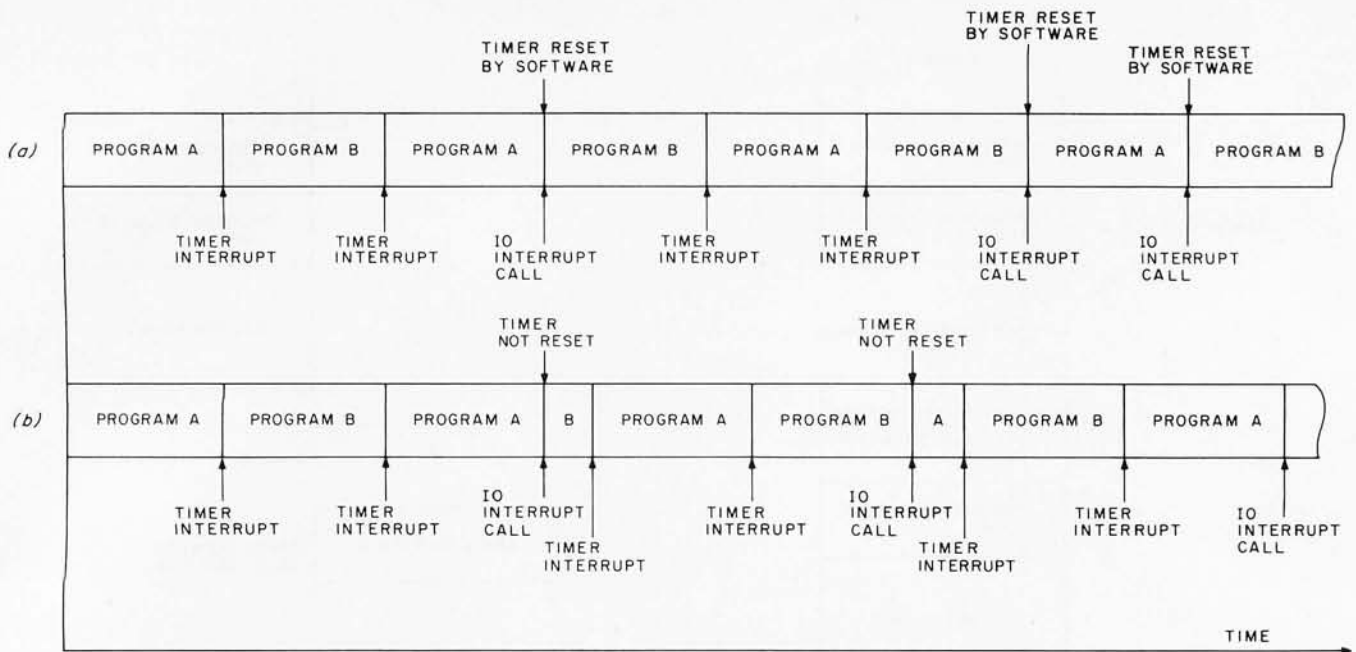 TIMER RESET
BY SOFTWARE
TIMER RESET
BY SOFTWARE
TIMER RESET
BY SOFTWARE
(a)
PROGRAM A
PROGRAM B
PROGRAM A
PROGRAM B
PROGRAM A
PROGRAM B
PROGRAM A
PROGRAM B
TIMER
INTERRUPT
TIMER
INTERRUPT
IO
INTERRUPT
CALL
TIMER
INTERRUPT
TIMER
INTERRUPT
IO
INTERRUPT
CALL
IO
INTERRUPT
CALL
TIMER
NOT RESET
TIMER
NOT RESET
(b)
PROGRAM A
PROGRAM B
PROGRAM A
B
PROGRAM A
PROGRAM B
A
PROGRAM B
PROGRAM A
TIMER
INTERRUPT
TIMER
INTERRUPT
IO
INTERRUPT
CALL
TIMER
INTERRUPT
TIMER
INTERRUPT
IO
INTERRUPT
CALL
TIMER
INTERRUPT
TIMER
INTERRUPT
IO
INTERRUPT
CALL
TIME